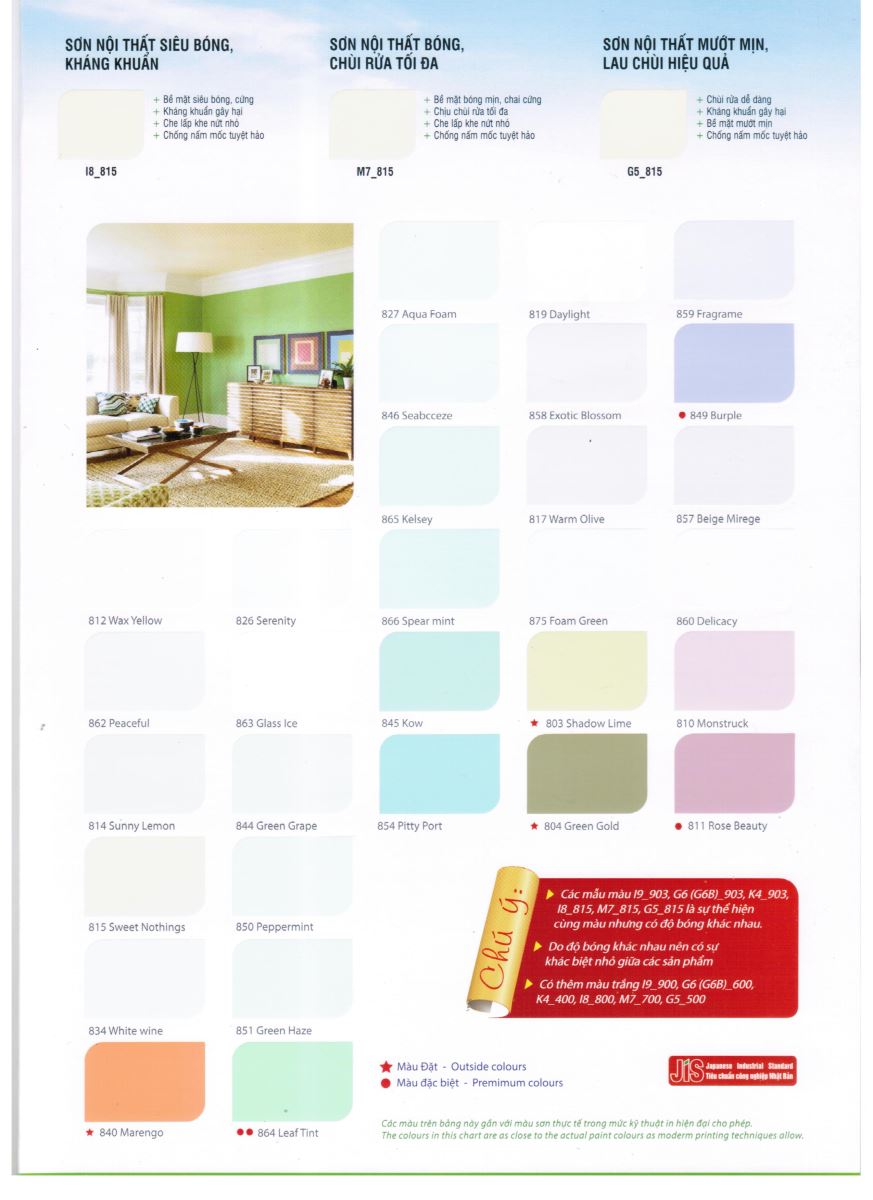 SƠN NỘI THẤT SIÊU BÓNG,
KHÁNG KHUẨN
+ Bề mặt siêu bóng, cứng
+ Kháng khuẩn gây hại
+ Che lấp khe nứt nhỏ
+ Chống nấm mốc tuyệt hảo
I8_815
SƠN NỘI THẤT BÓNG,
CHÙI RỬA TỐI ĐA
+ Bề mặt bóng mịn, chai cứng
+ Chịu chùi rửa tối đa
+ Che lấp khe nứt nhỏ
+ Chống nấm mốc tuyệt hảo
M7_815
SƠN NỘI THẤT MƯỚT MỊN,
LAU CHÙI HIỆU QUẢ
+ Chùi rửa dễ dàng
+ Kháng khuẩn gây hại
+ Bề mặt mướt mịn
+ Chống nấm mốc tuyệt hảo
G5_815
827 Aqua Foam
819 Daylight
859 Fragrame
846 Seabcceze
858 Exotic Blossom
849 Burple
865 Kelsey
817 Warm Olive
857 Beige Mirege
812 Wax Yellow
826 Serenity
866 Spear mint
875 Foam Green
860 Delicacy
862 Peaceful
863 Glass Ice
845 Kow
803 Shadow Lime
810 Monstruck
814 Sunny Lemon
844 Green Grape
854 Pitty Port
804 Green Gold
811 Rose Beauty
815 Sweet Nothings
850 Peppermint
834 White wine
851 Green Haze
840 Marengo
864 Leaf Tint
Chú ý:
Các mẫu màu I9_903, G6 (G6B)_903, K4_903,
I8_815, M7_815, G5_815 là sự thể hiện
cùng màu nhưng có độ bóng khác nhau.
Do độ bóng khác nhau nên có sự
khác biệt nhỏ giữa các sản phẩm
Có thêm màu trắng I9_900, G6 (G6B)_600,
K4_400, I8_800, M7_700, G5_500
Màu Đặt - Outside colours
Màu đặc biệt - Premimum colours
JIS
Japanese Industrial Standard
Tiêu chuẩn công nghiệp Nhật Bản
Các màu trên bảng này gần với màu sơn thực tế trong mức kỹ thuật in hiện đại cho phép.
The colours in this chart are as close to the actual paint colours as moderm printing techniques allow.